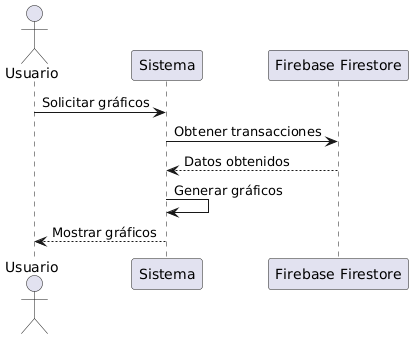 Usuario
Sistema
Firebase Firestore
Solicitar gráficos
Obtener transacciones
Datos obtenidos
Generar gráficos
Mostrar gráficos
Usuario
Sistema
Firebase Firestore